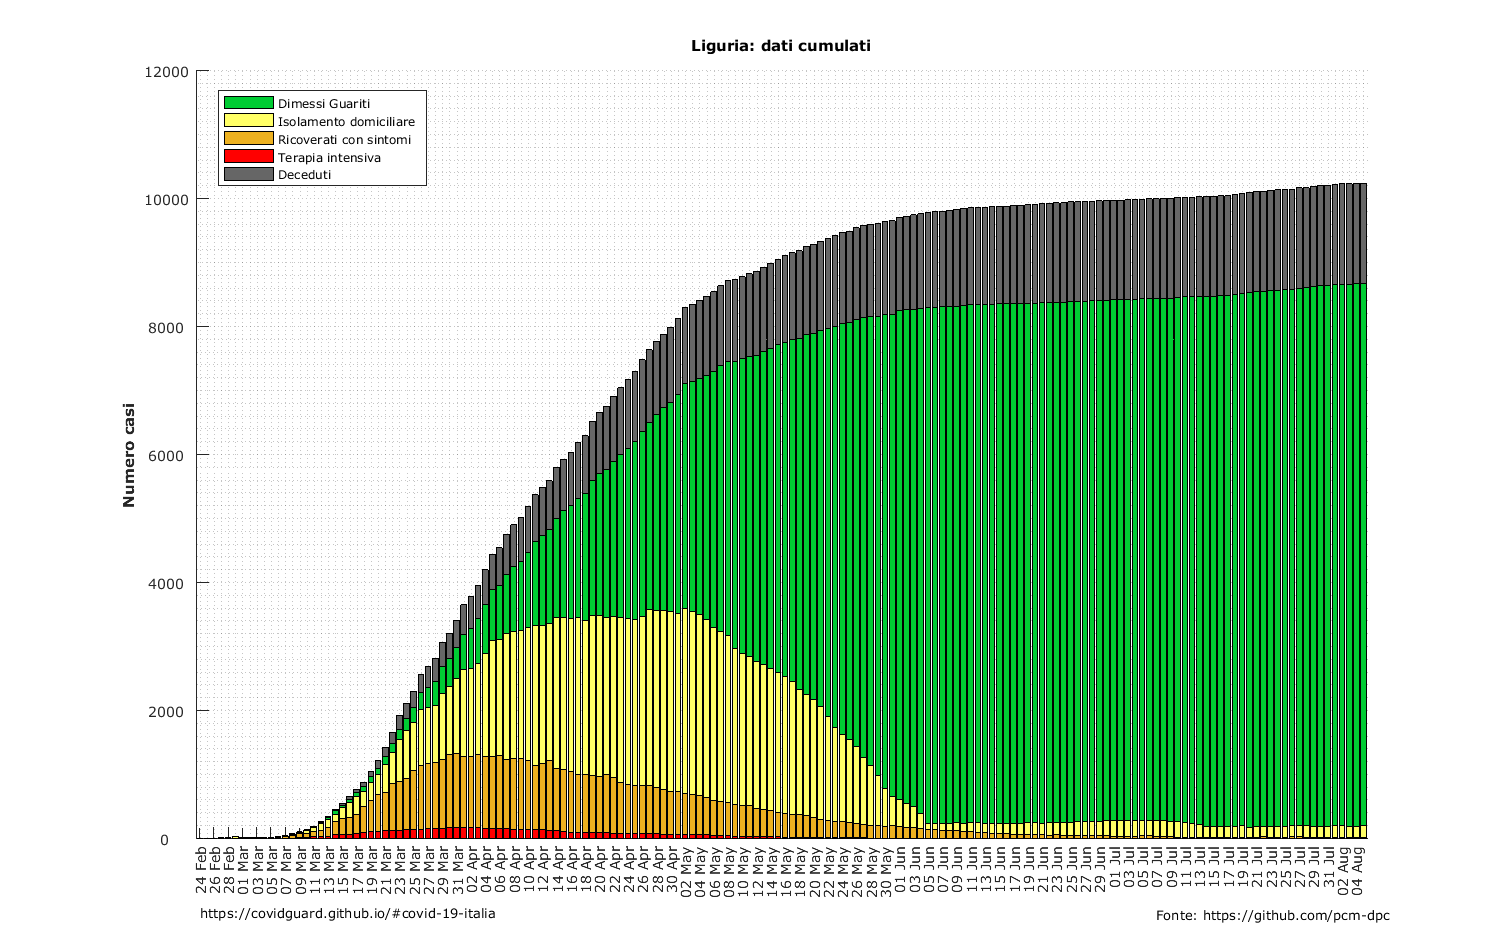 Liguria: dati cumulati
12000
10000
8000
6000
4000
2000
0
Numero casi
Dimessi Guariti
Isolamento domiciliare
Ricoverati con sintomi
Terapia intensiva
Deceduti
24 Feb
26 Feb
28 Feb
01 Mar
03 Mar
05 Mar
07 Mar
09 Mar
11 Mar
13 Mar
15 Mar
17 Mar
19 Mar
21 Mar
23 Mar
25 Mar
27 Mar
29 Mar
31 Mar
02 Apr
04 Apr
06 Apr
08 Apr
10 Apr
12 Apr
14 Apr
16 Apr
18 Apr
20 Apr
22 Apr
24 Apr
26 Apr
28 Apr
30 Apr
02 May
04 May
06 May
08 May
10 May
12 May
14 May
16 May
18 May
20 May
22 May
24 May
26 May
28 May
30 May
01 Jun
03 Jun
05 Jun
07 Jun
09 Jun
11 Jun
13 Jun
15 Jun
17 Jun
19 Jun
21 Jun
23 Jun
25 Jun
27 Jun
29 Jun
01 Jul
03 Jul
05 Jul
07 Jul
09 Jul
11 Jul
13 Jul
15 Jul
17 Jul
19 Jul
21 Jul
23 Jul
25 Jul
27 Jul
29 Jul
31 Jul
02 Aug
04 Aug
https://covidguard.github.io/#covid-19-italia
Fonte: https://github.com/pcm-dpc